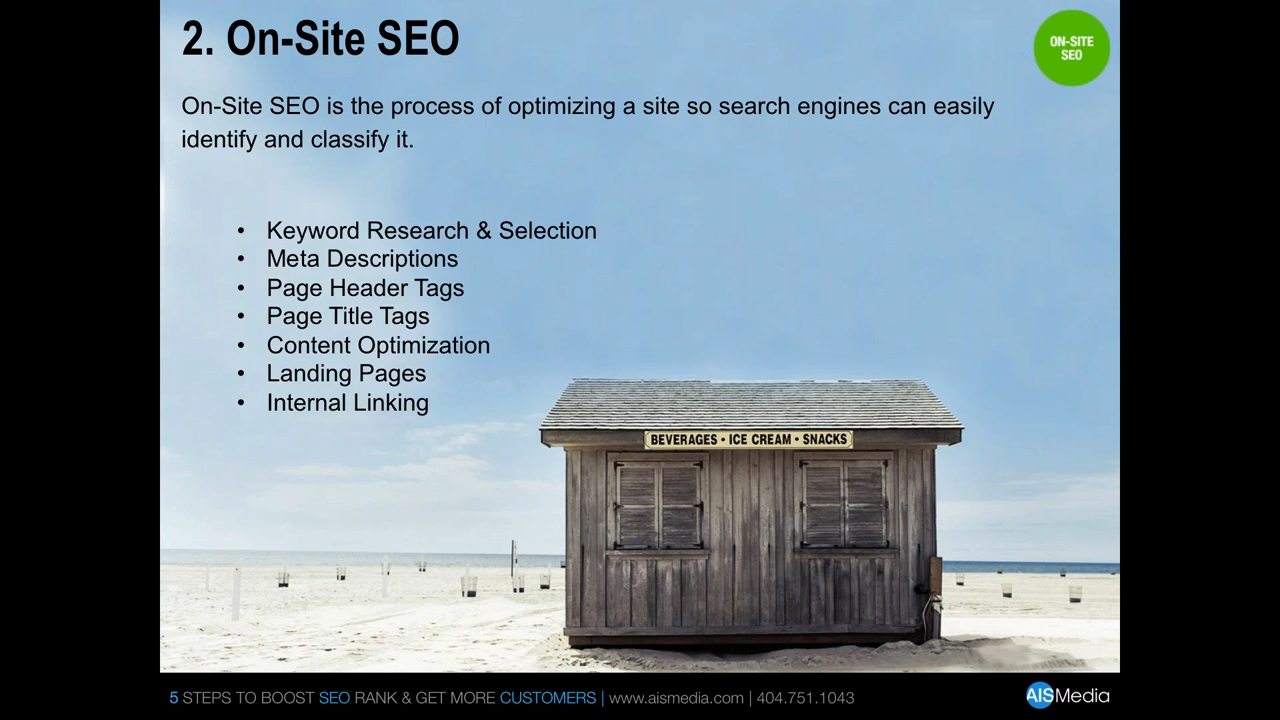 2. On-Site SEO
ON-SITE
SEO
On-Site SEO is the process of optimizing a site so search engines can easily
identify and classify it.
• Keyword Research & Selection
• Meta Descriptions
• Page Header Tags
• Page Title Tags
• Content Optimization
• Landing Pages
• Internal Linking
BEVERAGES • ICE CREAM • SNACKS
5 STEPS TO BOOST SEO RANK & GET MORE CUSTOMERS | www.aismedia.com | 404.751.1043
AISMedia